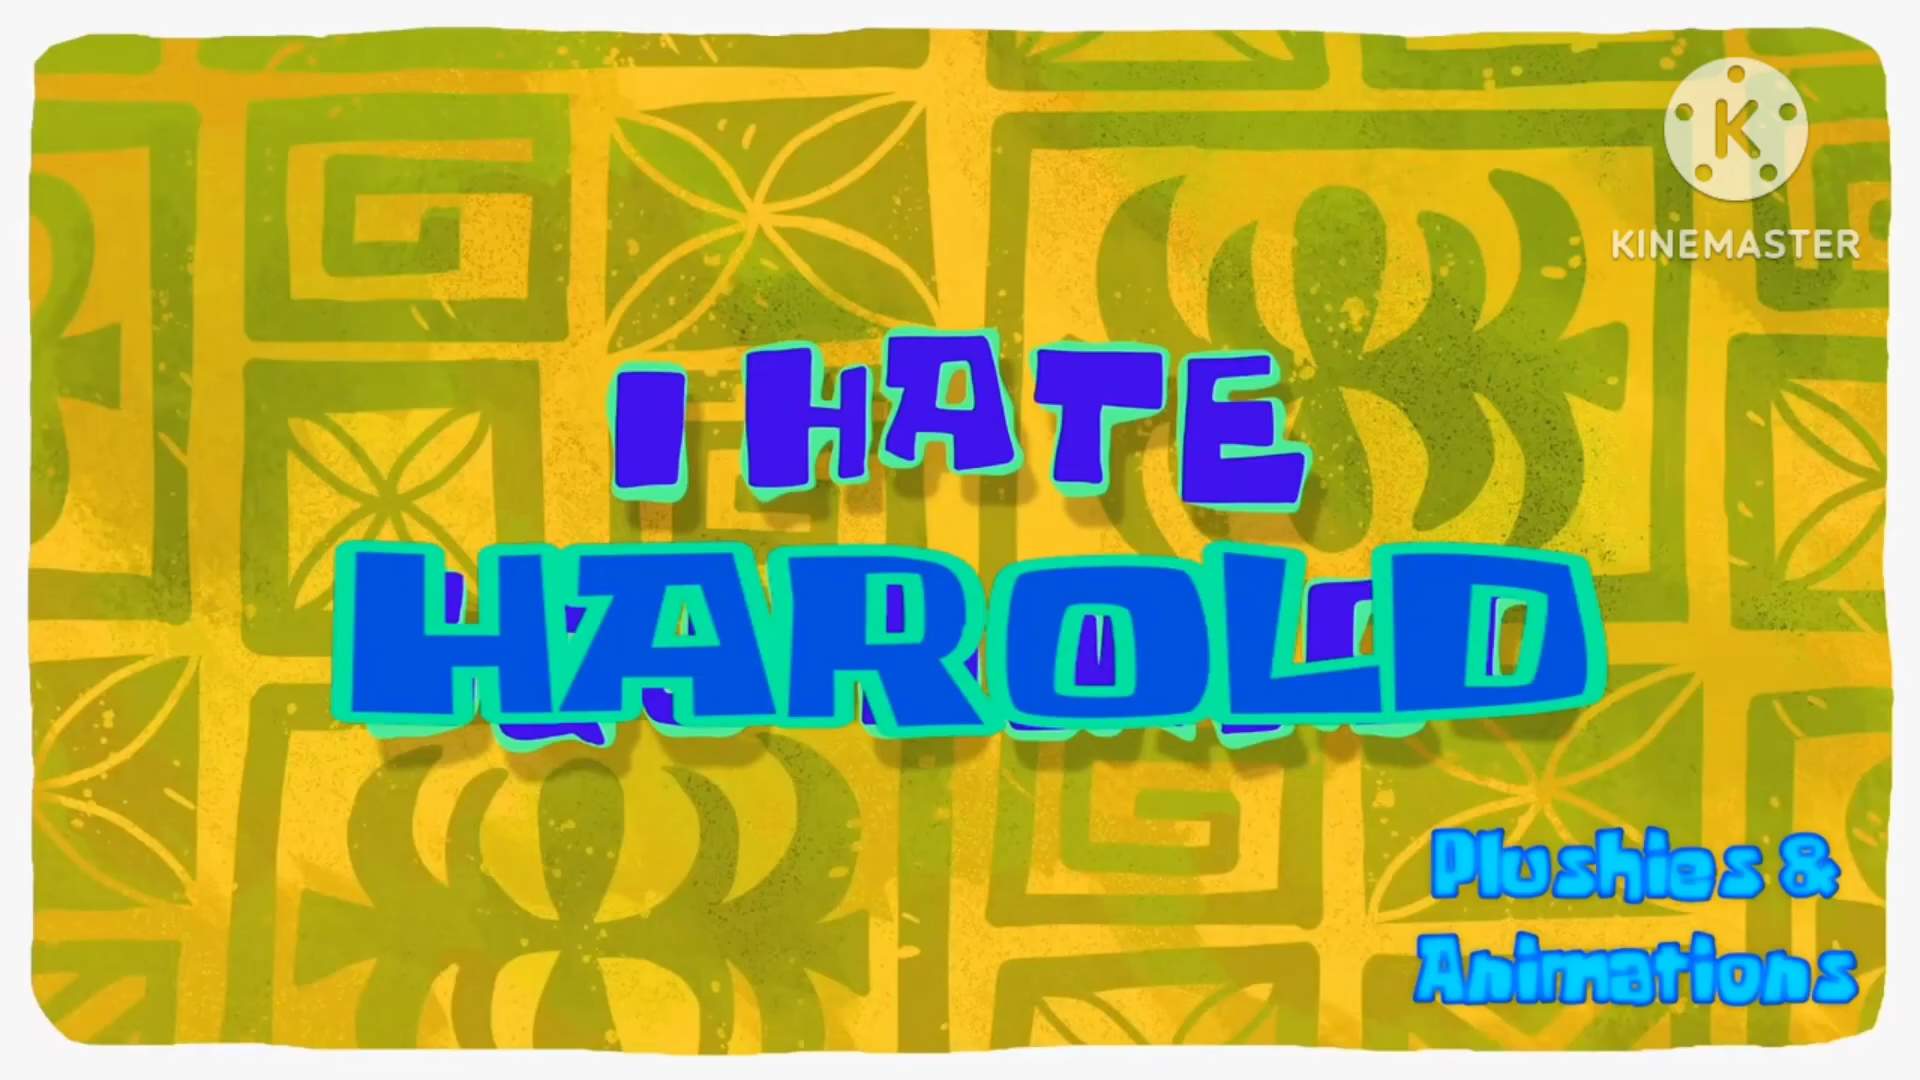 K
KINEMASTER
I HATE
HAROLD
Plushies &
Animations